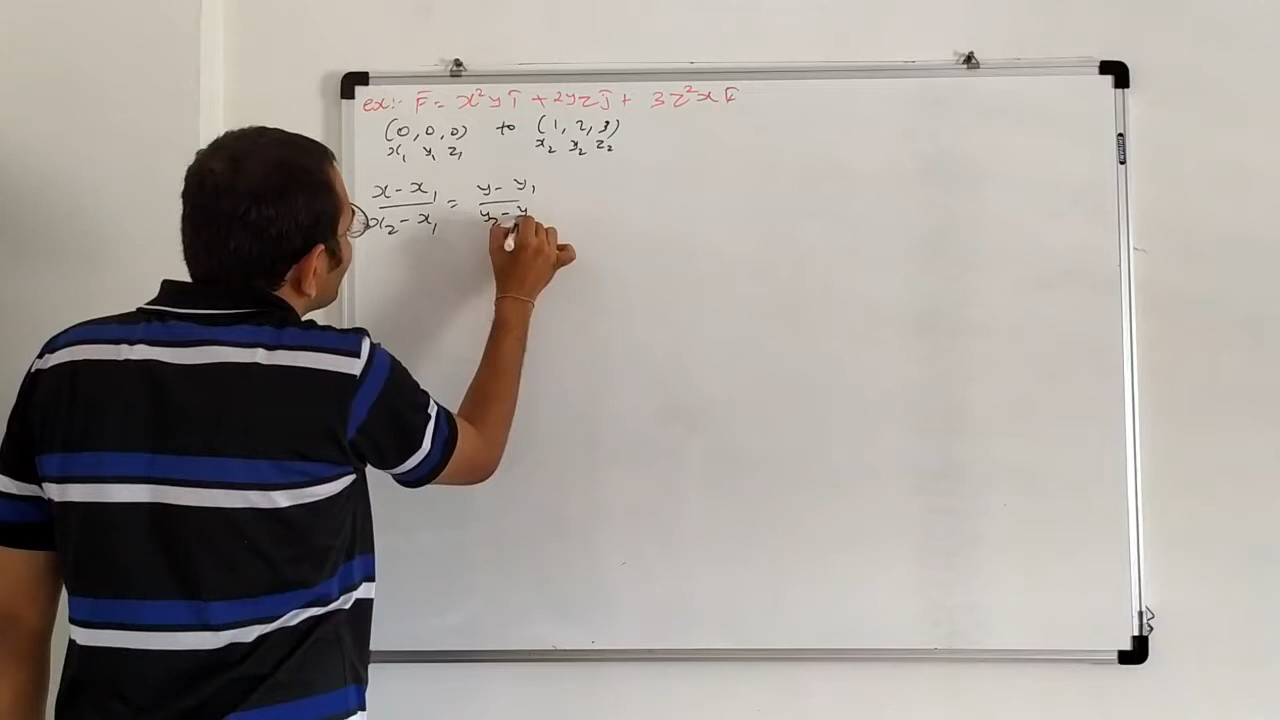 ex:- F̄ = x²y ī + 2yz j̄ + 3z²x k̄
(0, 0, 0) to (1, 2, 3)
x₁ y₁ z₁ x₂ y₂ z₂
x - x₁ = y - y₁
x₂ - x₁ y₂ - y